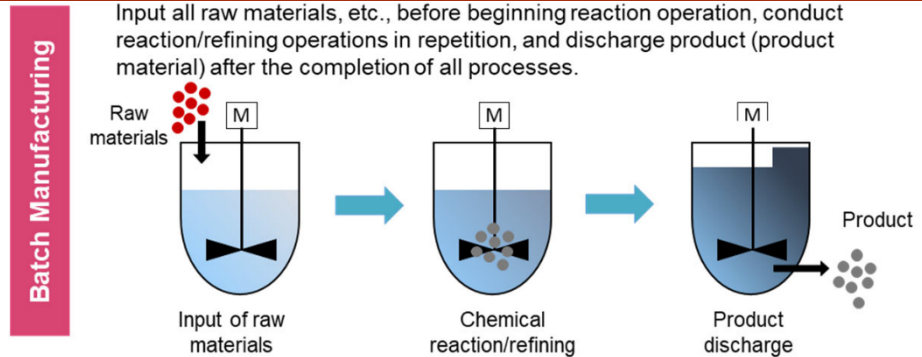 Batch Manufacturing
Input all raw materials, etc., before beginning reaction operation, conduct
reaction/refining operations in repetition, and discharge product (product
material) after the completion of all processes.
Raw
materials
M
M
M
Product
Input of raw
materials
Chemical
reaction/refining
Product
discharge